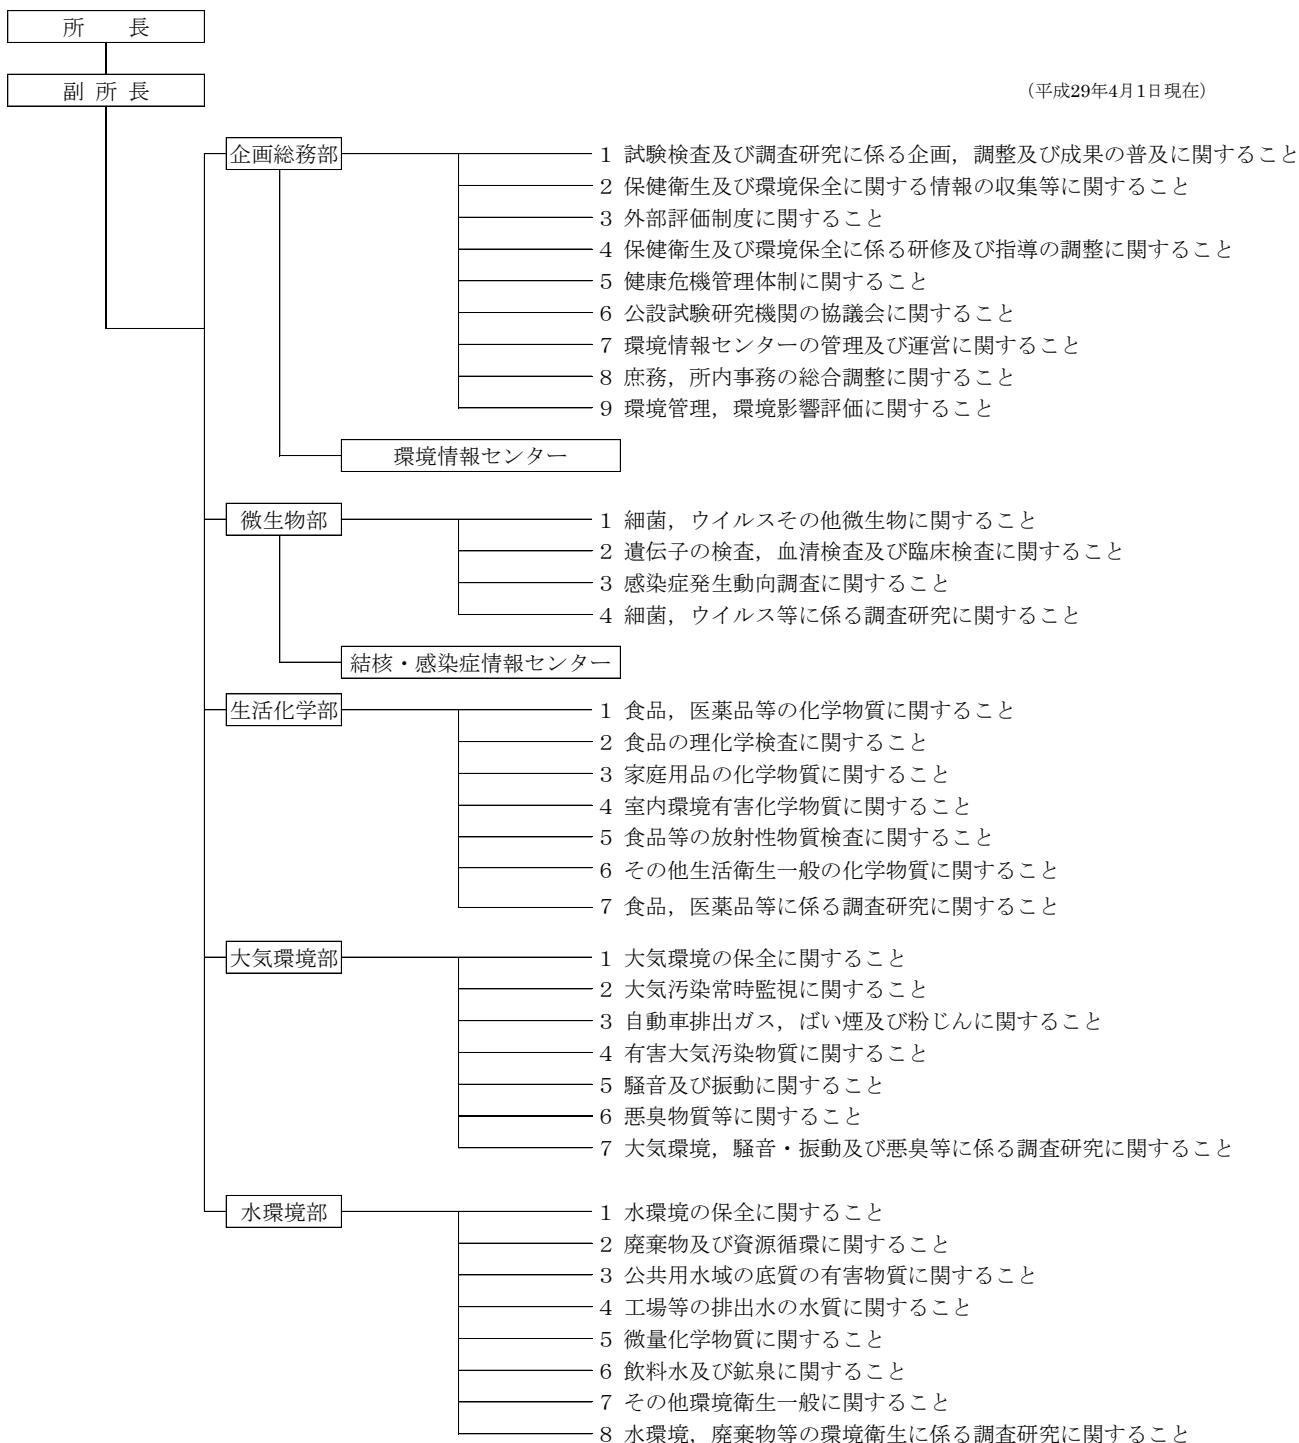 所　　長
副 所 長
（平成29年4月1日現在）
企画総務部
1 試験検査及び調査研究に係る企画，調整及び成果の普及に関すること
2 保健衛生及び環境保全に関する情報の収集等に関すること
3 外部評価制度に関すること
4 保健衛生及び環境保全に係る研修及び指導の調整に関すること
5 健康危機管理体制に関すること
6 公設試験研究機関の協議会に関すること
7 環境情報センターの管理及び運営に関すること
8 庶務，所内事務の総合調整に関すること
9 環境管理，環境影響評価に関すること
環境情報センター
微生物部
1 細菌，ウイルスその他微生物に関すること
2 遺伝子の検査，血清検査及び臨床検査に関すること
3 感染症発生動向調査に関すること
4 細菌，ウイルス等に係る調査研究に関すること
結核・感染症情報センター
生活化学部
1 食品，医薬品等の化学物質に関すること
2 食品の理化学検査に関すること
3 家庭用品の化学物質に関すること
4 室内環境有害化学物質に関すること
5 食品等の放射性物質検査に関すること
6 その他生活衛生一般の化学物質に関すること
7 食品，医薬品等に係る調査研究に関すること
大気環境部
1 大気環境の保全に関すること
2 大気汚染常時監視に関すること
3 自動車排出ガス，ばい煙及び粉じんに関すること
4 有害大気汚染物質に関すること
5 騒音及び振動に関すること
6 悪臭物質等に関すること
7 大気環境，騒音・振動及び悪臭等に係る調査研究に関すること
水環境部
1 水環境の保全に関すること
2 廃棄物及び資源循環に関すること
3 公共用水域の底質の有害物質に関すること
4 工場等の排出水の水質に関すること
5 微量化学物質に関すること
6 飲料水及び鉱泉に関すること
7 その他環境衛生一般に関すること
8 水環境，廃棄物等の環境衛生に係る調査研究に関すること